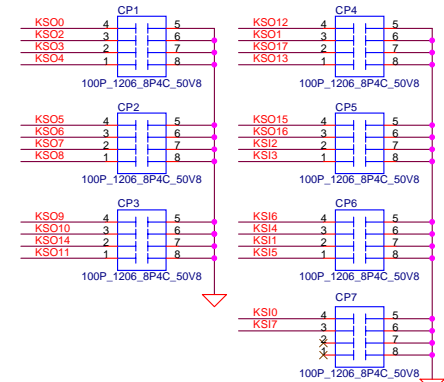 CP1
KSO0 4 5
KSO2 3 6
KSO3 2 7
KSO4 1 8
100P_1206_8P4C_50V8
CP2
KSO5 4 5
KSO6 3 6
KSO7 2 7
KSO8 1 8
100P_1206_8P4C_50V8
CP3
KSO9 4 5
KSO10 3 6
KSO14 2 7
KSO11 1 8
100P_1206_8P4C_50V8
CP4
KSO12 4 5
KSO1 3 6
KSO17 2 7
KSO13 1 8
100P_1206_8P4C_50V8
CP5
KSO15 4 5
KSO16 3 6
KSI2 2 7
KSI3 1 8
100P_1206_8P4C_50V8
CP6
KSI6 4 5
KSI4 3 6
KSI1 2 7
KSI5 1 8
100P_1206_8P4C_50V8
CP7
KSI0 4 5
KSI7 3 6
2 7
1 8
100P_1206_8P4C_50V8